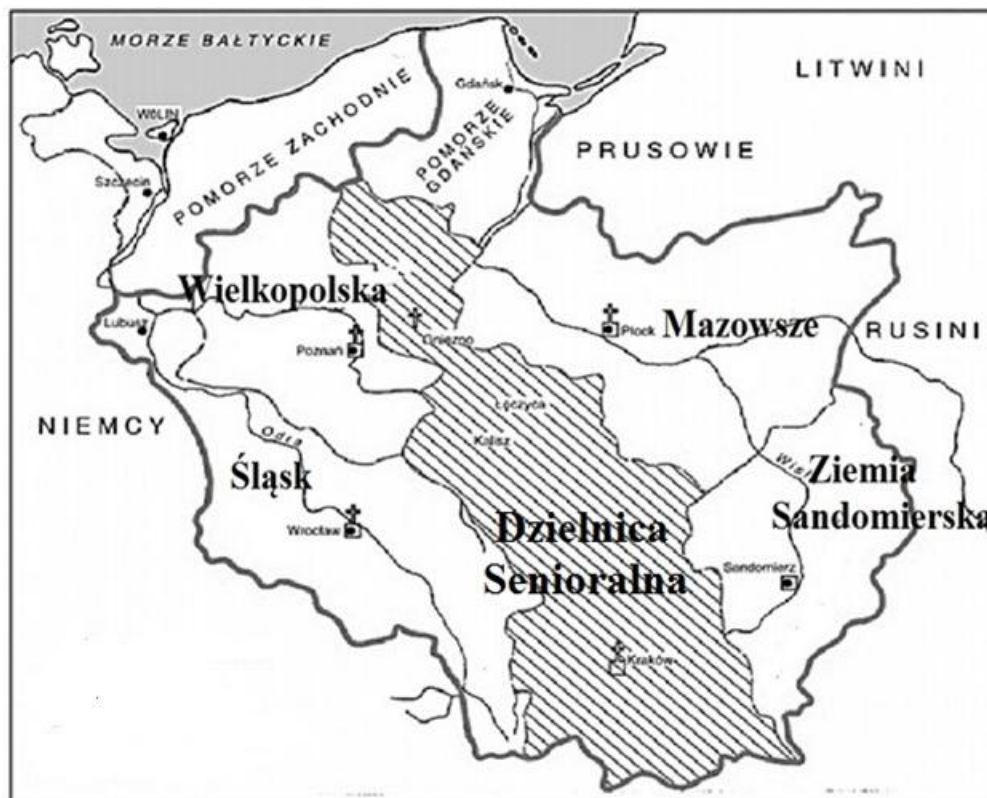 MORZE BAŁTYCKIE
LITWINI
Gdańsk
WOLIN
POMORZE ZACHODNIE
POMORZE
GDAŃSKIE
PRUSOWIE
Szczecin
Wielkopolska
Lubusz
Gniezno
Płock
Mazowsze
RUSINI
Poznań
NIEMCY
Łęczyca
Kalisz
Odra
Śląsk
Wisł
Ziemia
Sandomierska
Wrocław
Dzielnica
Senioralna
Sandomierz
Kraków